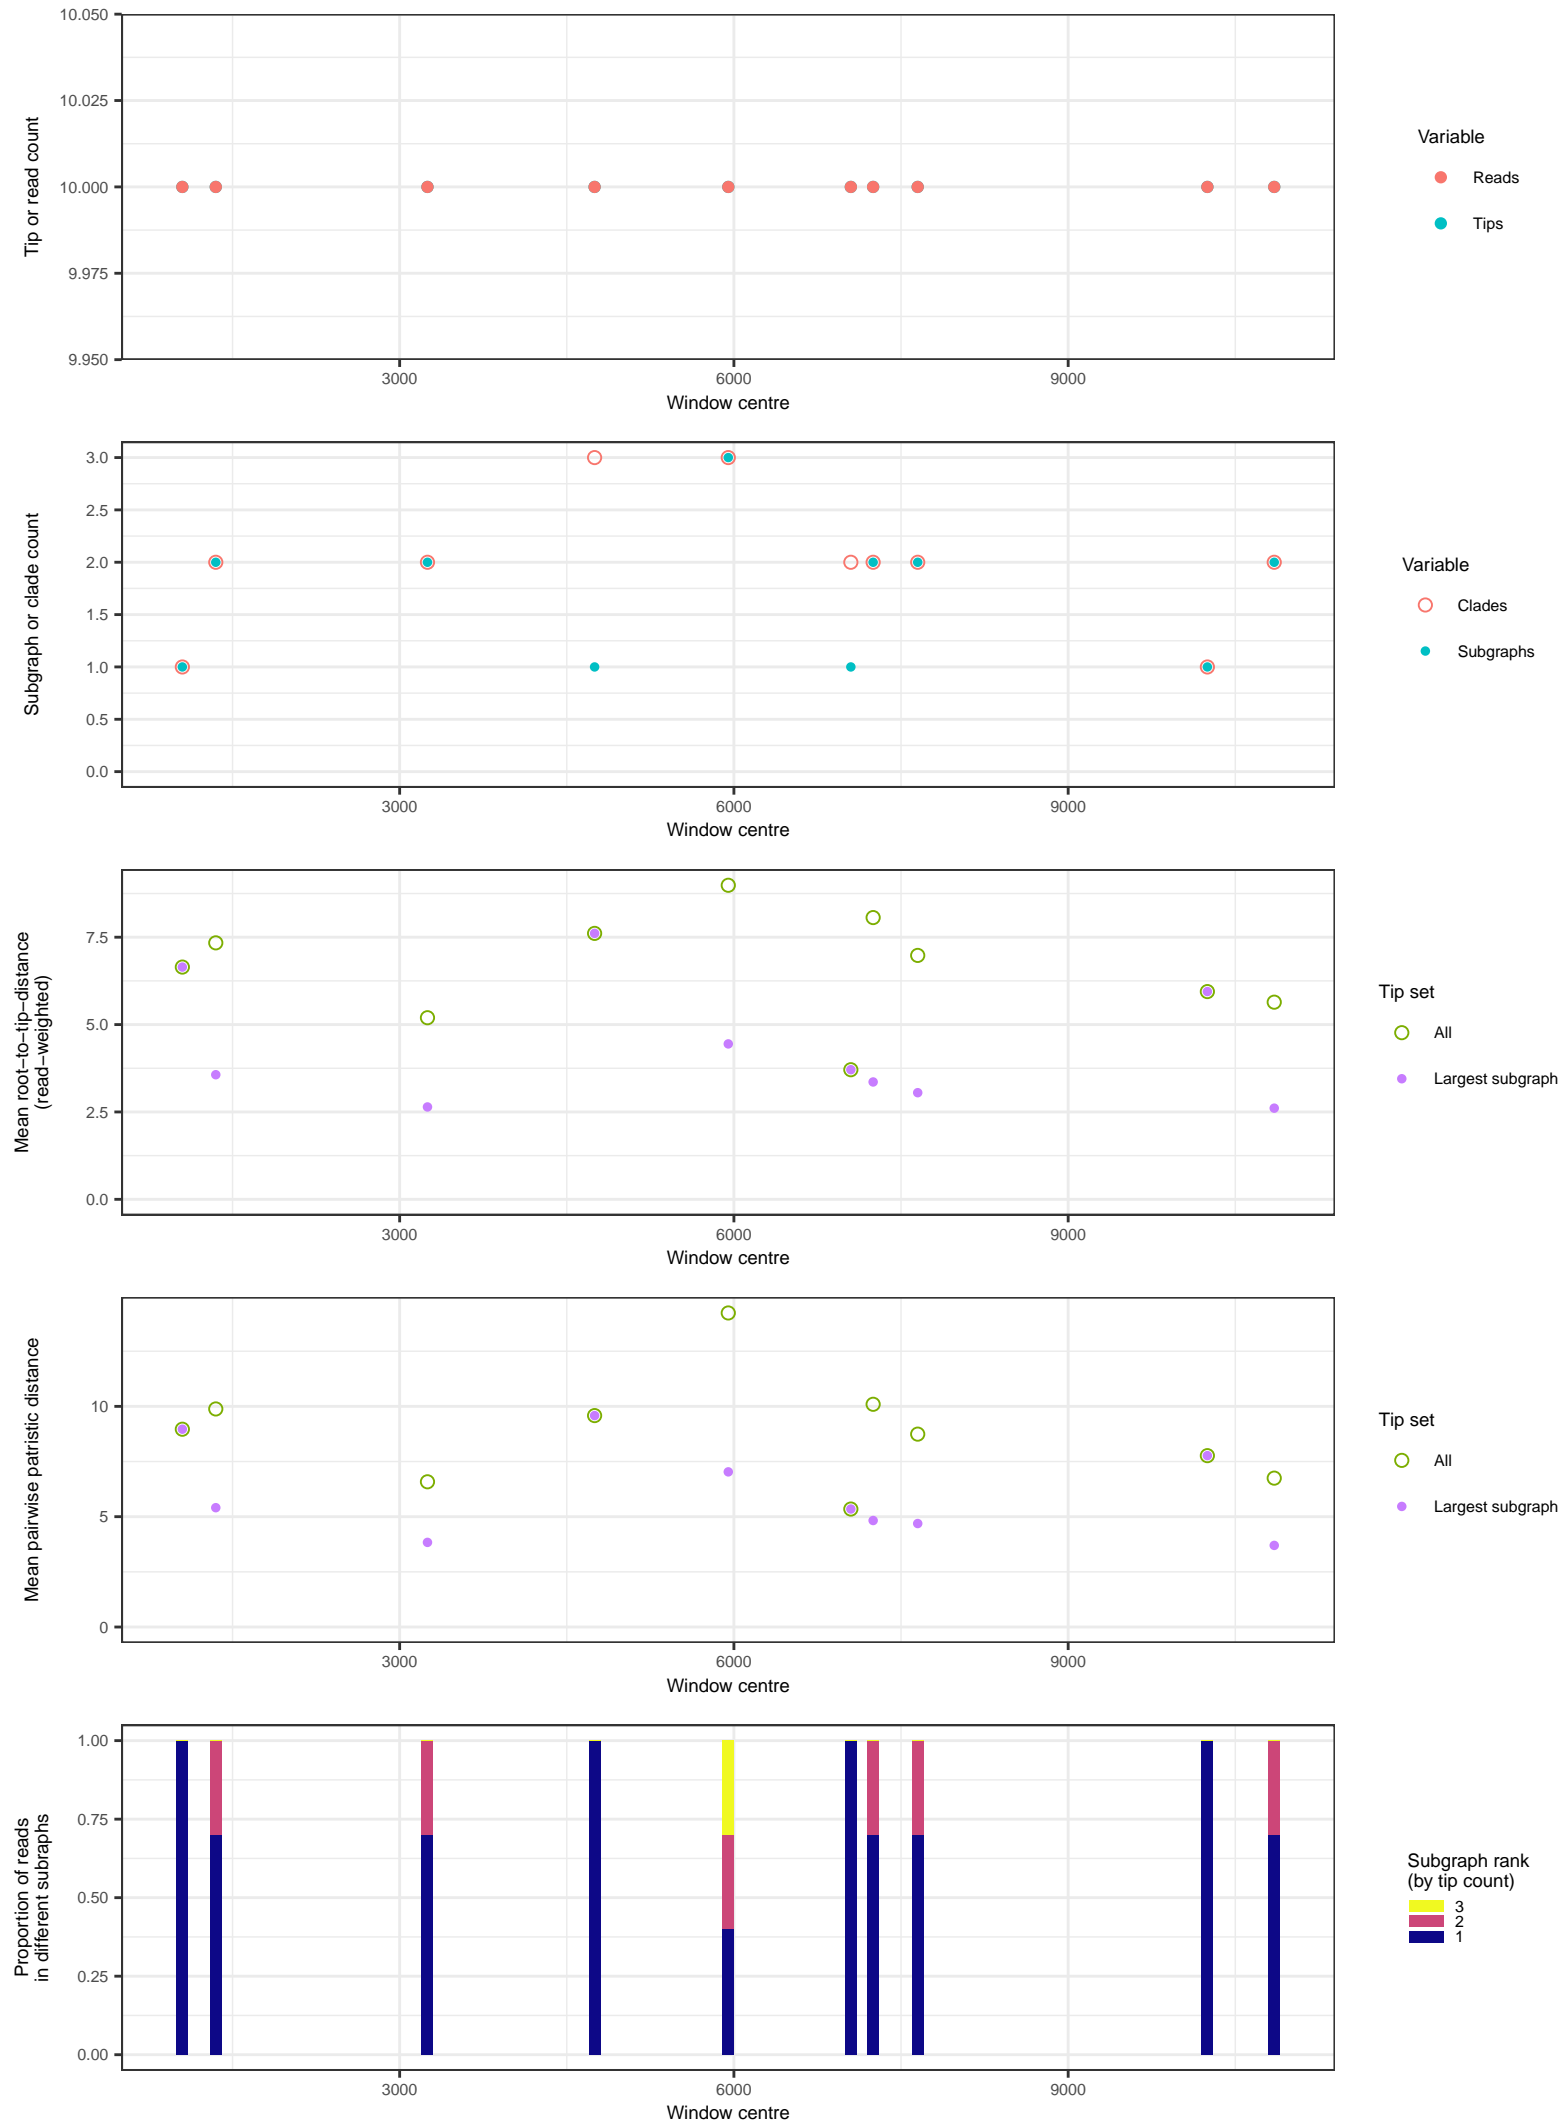 10.050
10.025
10.000
9.975
9.950
Tip or read count
3000
6000
9000
Window centre
Variable
Reads
Tips
3.0
2.5
2.0
1.5
1.0
0.5
0.0
Subgraph or clade count
3000
6000
9000
Window centre
Variable
Clades
Subgraphs
7.5
5.0
2.5
0.0
Mean root−to−tip−distance
(read−weighted)
3000
6000
9000
Window centre
Tip set
All
Largest subgraph
10
5
0
Mean pairwise patristic distance
3000
6000
9000
Window centre
Tip set
All
Largest subgraph
1.00
0.75
0.50
0.25
0.00
Proportion of reads
in different subraphs
3000
6000
9000
Window centre
Subgraph rank
(by tip count)
3
2
1